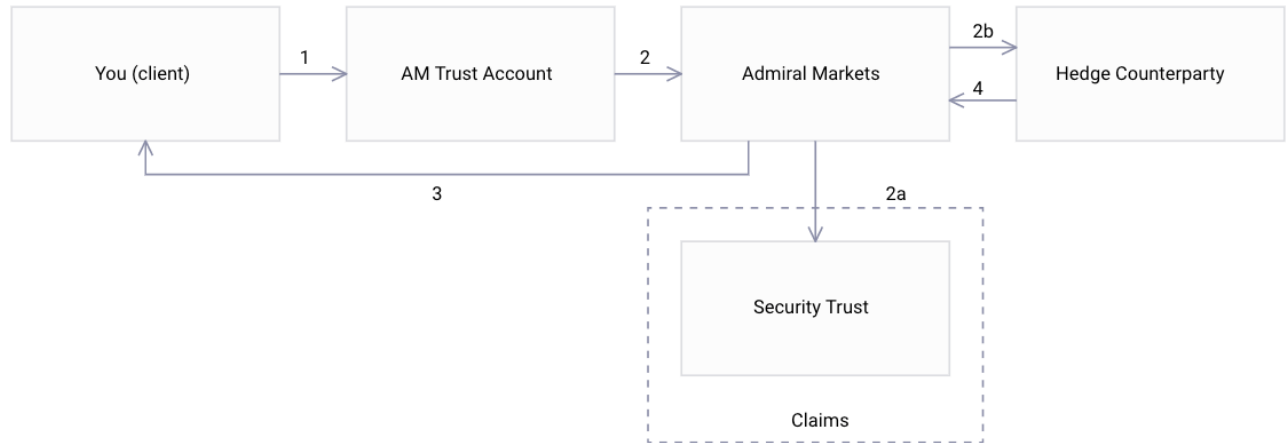 You (client)
1
AM Trust Account
2
Admiral Markets
2b
4
Hedge Counterparty
3
2a
Security Trust
Claims